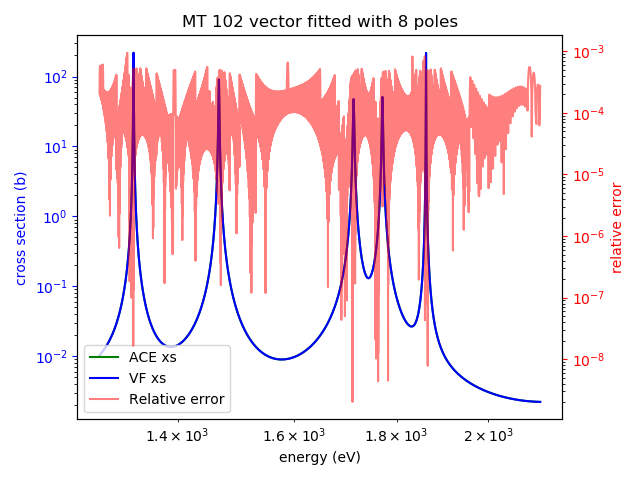 MT 102 vector fitted with 8 poles
10²
10¹
10⁰
10⁻¹
10⁻²
cross section (b)
10⁻³
10⁻⁴
10⁻⁵
10⁻⁶
10⁻⁷
10⁻⁸
relative error
ACE xs
VF xs
Relative error
1.4 × 10³
1.6 × 10³
1.8 × 10³
2 × 10³
energy (eV)